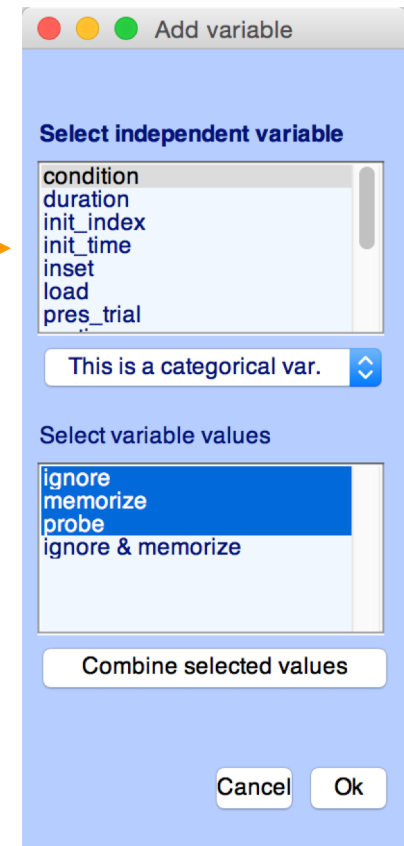 Add variable
Select independent variable
condition
duration
init_index
init_time
inset
load
pres_trial
This is a categorical var.
Select variable values
ignore
memorize
probe
ignore & memorize
Combine selected values
Cancel
Ok